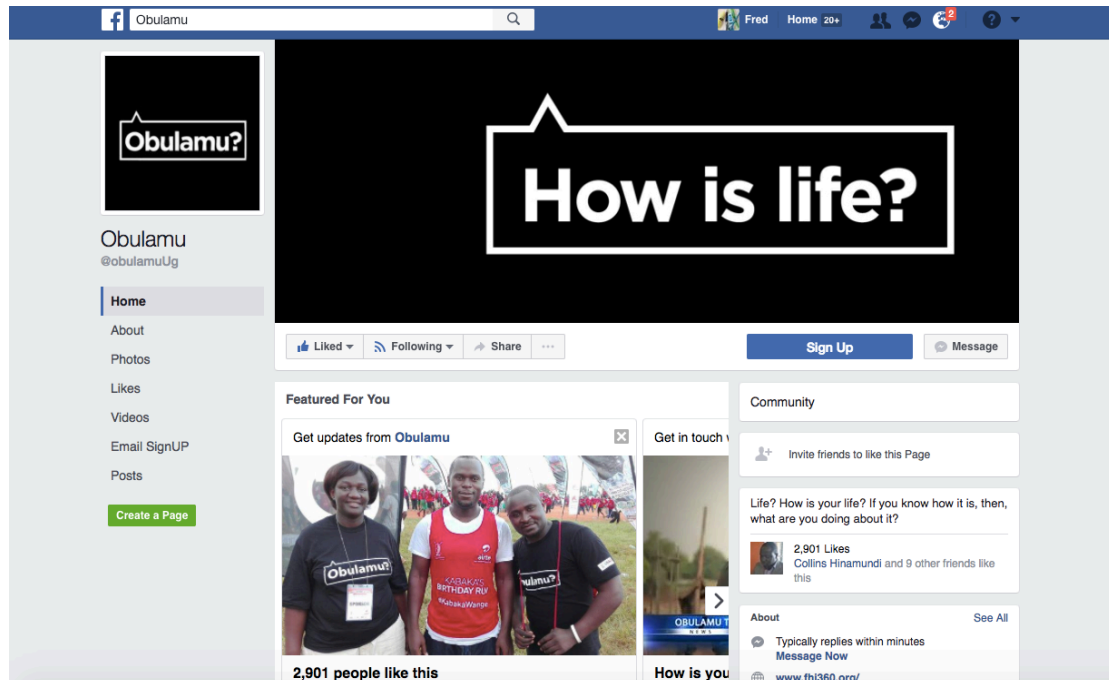 Obulamu
Fred
Home 20+
2
?
Obulamu?
How is life?
Obulamu
@obulamuUg
Home
About
Photos
Likes
Videos
Email SignUP
Posts
Create a Page
Liked
Following
Share
...
Sign Up
Message
Featured For You
Get updates from Obulamu
Obulamu?
KABAKA'S
BIRTHDAY RUN
#KabakaWange
2,901 people like this
Get in touch
OBULAMU T
NEWS
How is you
Community
Invite friends to like this Page
Life? How is your life? If you know how it is, then,
what are you doing about it?
2,901 Likes
Collins Hinamundi and 9 other friends like
this
About
See All
Typically replies within minutes
Message Now
www.fhi360.org/